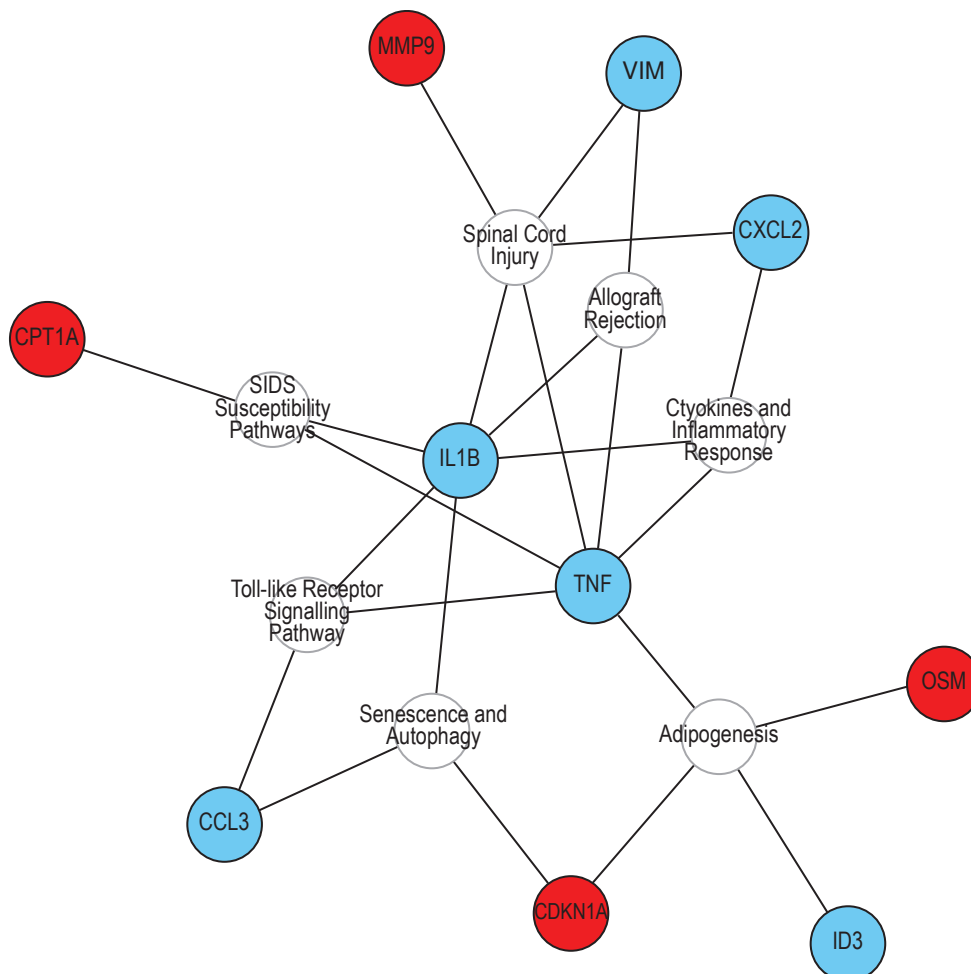 MMP9
VIM
CXCL2
Spinal Cord
Injury
Allograft
Rejection
CPT1A
SIDS
Susceptibility
Pathways
Ctyokines and
Inflammatory
Response
IL1B
TNF
Toll-like Receptor
Signalling
Pathway
OSM
Senescence and
Autophagy
Adipogenesis
CCL3
CDKN1A
ID3